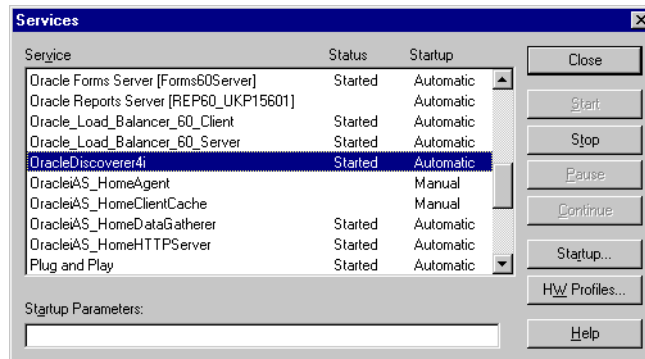 Services
Service Status Startup
Oracle Forms Server [Forms60Server] Started Automatic
Oracle Reports Server [REP60_UKP15601] Automatic
Oracle_Load_Balancer_60_Client Started Automatic
Oracle_Load_Balancer_60_Server Started Automatic
OracleDiscoverer4i Started Automatic
OracleiAS_HomeAgent Manual
OracleiAS_HomeClientCache Manual
OracleiAS_HomeDataGatherer Started Automatic
OracleiAS_HomeHTTPServer Started Automatic
Plug and Play Started Automatic
Startup Parameters:
Close
Start
Stop
Pause
Continue
Startup...
HW Profiles...
Help